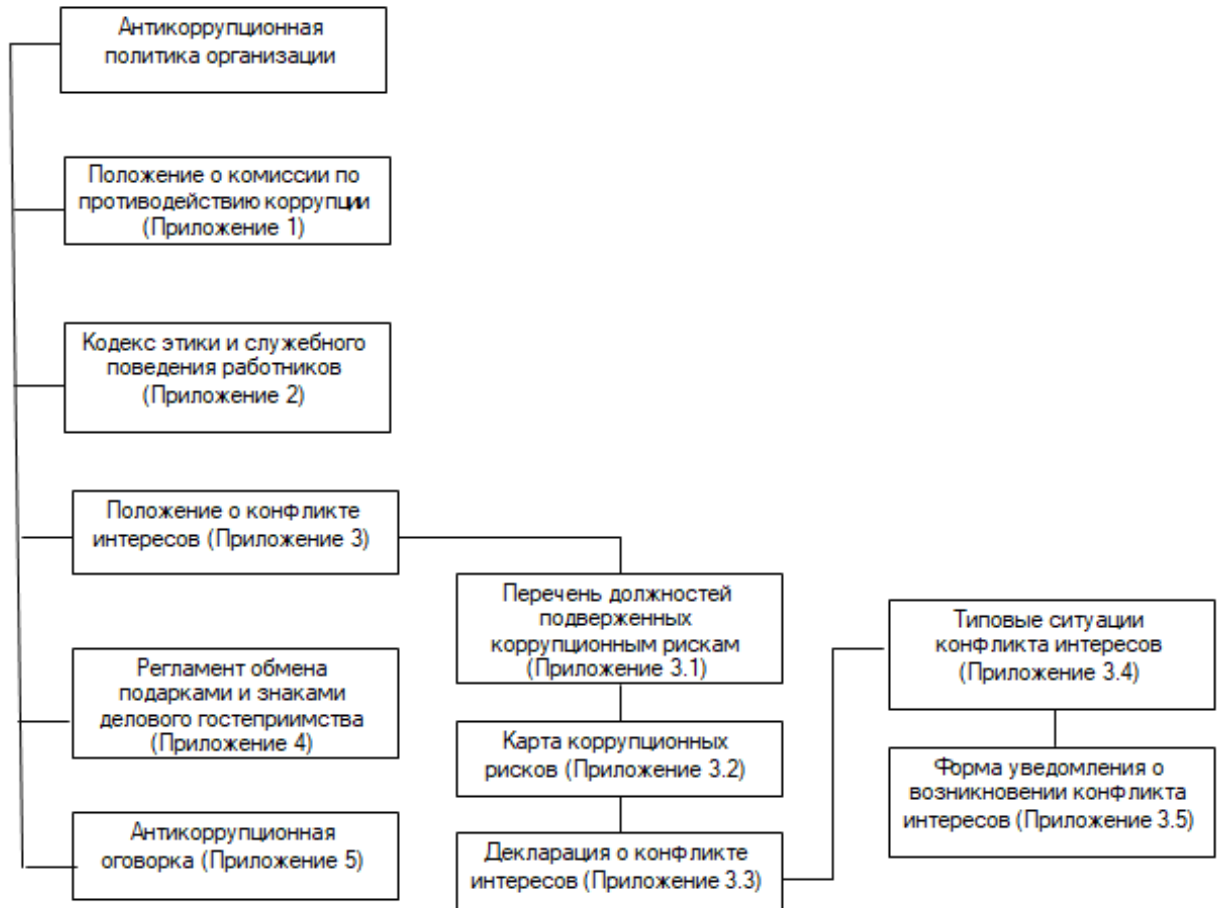 Антикоррупционная
политика организации
Положение о комиссии по
противодействию коррупции
(Приложение 1)
Кодекс этики и служебного
поведения работников
(Приложение 2)
Положение о конфликте
интересов (Приложение 3)
Регламент обмена
подарками и знаками
делового гостеприимства
(Приложение 4)
Антикоррупционная
оговорка (Приложение 5)
Перечень должностей
подверженных
коррупционным рискам
(Приложение 3.1)
Карта коррупционных
рисков (Приложение 3.2)
Декларация о конфликте
интересов (Приложение 3.3)
Типовые ситуации
конфликта интересов
(Приложение 3.4)
Форма уведомления о
возникновении конфликта
интересов (Приложение 3.5)